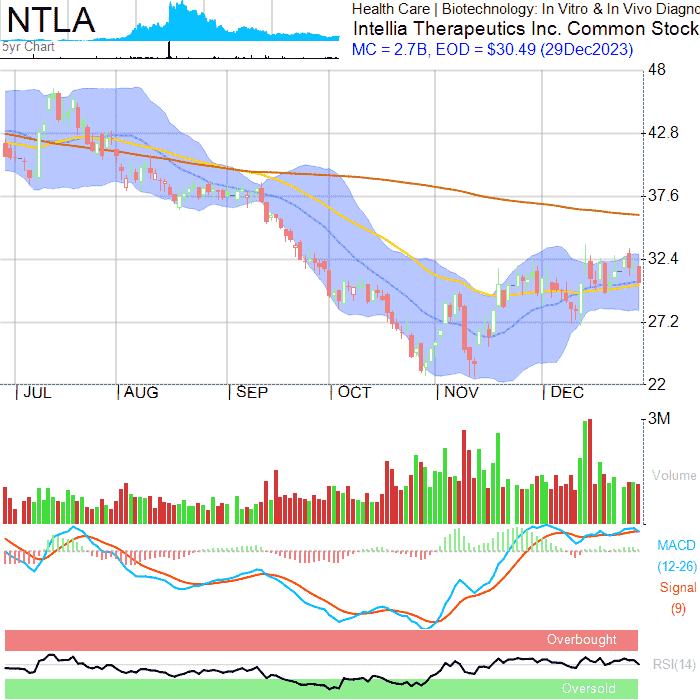 NTLA
5yr Chart
Health Care | Biotechnology: In Vitro & In Vivo Diagno
Intellia Therapeutics Inc. Common Stock
MC = 2.7B, EOD = $30.49 (29Dec2023)
48
42.8
37.6
32.4
27.2
22
JUL AUG SEP OCT NOV DEC
3M
Volume
MACD
(12-26)
Signal
(9)
Overbought
RSI(14)
Oversold